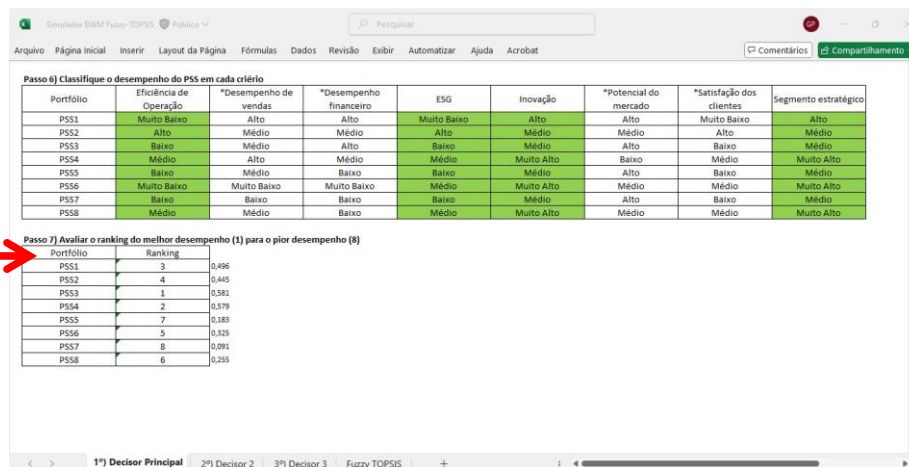 Simulador BWM Fuzzy-TOPSIS Público
Pesquisar
GP
Arquivo Página Inicial Inserir Layout da Página Fórmulas Dados Revisão Exibir Automatizar Ajuda Acrobat Comentários Compartilhamento
Passo 6) Classifique o desempenho do PSS em cada criério
Portfólio Eficiência de Operação *Desempenho de vendas *Desempenho financeiro ESG Inovação *Potencial do mercado *Satisfação dos clientes Segmento estratégico
PSS1 Muito Baixo Alto Alto Muito Baixo Alto Alto Muito Baixo Alto
PSS2 Alto Médio Médio Alto Médio Médio Alto Médio
PSS3 Baixo Médio Alto Baixo Médio Alto Baixo Médio
PSS4 Médio Alto Médio Médio Muito Alto Baixo Médio Muito Alto
PSS5 Baixo Médio Baixo Baixo Médio Alto Baixo Médio
PSS6 Muito Baixo Muito Baixo Muito Baixo Médio Muito Alto Médio Médio Muito Alto
PSS7 Baixo Baixo Baixo Baixo Médio Alto Baixo Médio
PSS8 Médio Médio Baixo Médio Muito Alto Médio Médio Muito Alto
Passo 7) Avaliar o ranking do melhor desempenho (1) para o pior desempenho (8)
Portfólio Ranking
PSS1 3 0,496
PSS2 4 0,445
PSS3 1 0,581
PSS4 2 0,579
PSS5 7 0,183
PSS6 5 0,325
PSS7 8 0,091
PSS8 6 0,255
1º) Decisor Principal 2º) Decisor 2 3º) Decisor 3 Fuzzy TOPSIS +